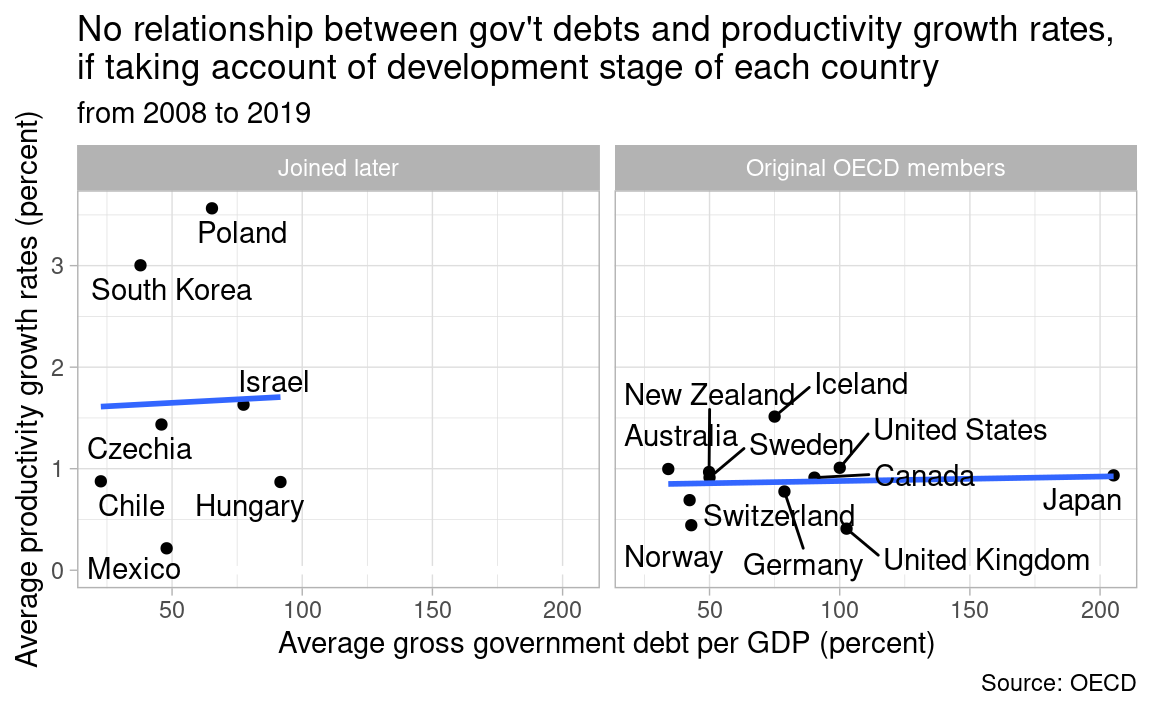 No relationship between gov't debts and productivity growth rates,
if taking account of development stage of each country
from 2008 to 2019
Average productivity growth rates (percent)
Joined later
Original OECD members
3
2
1
0
Poland
South Korea
Israel
Czechia
Chile
Hungary
Mexico
Iceland
New Zealand
United States
Australia
Sweden
Canada
Japan
Switzerland
Norway
Germany
United Kingdom
50
100
150
200
50
100
150
200
Average gross government debt per GDP (percent)
Source: OECD